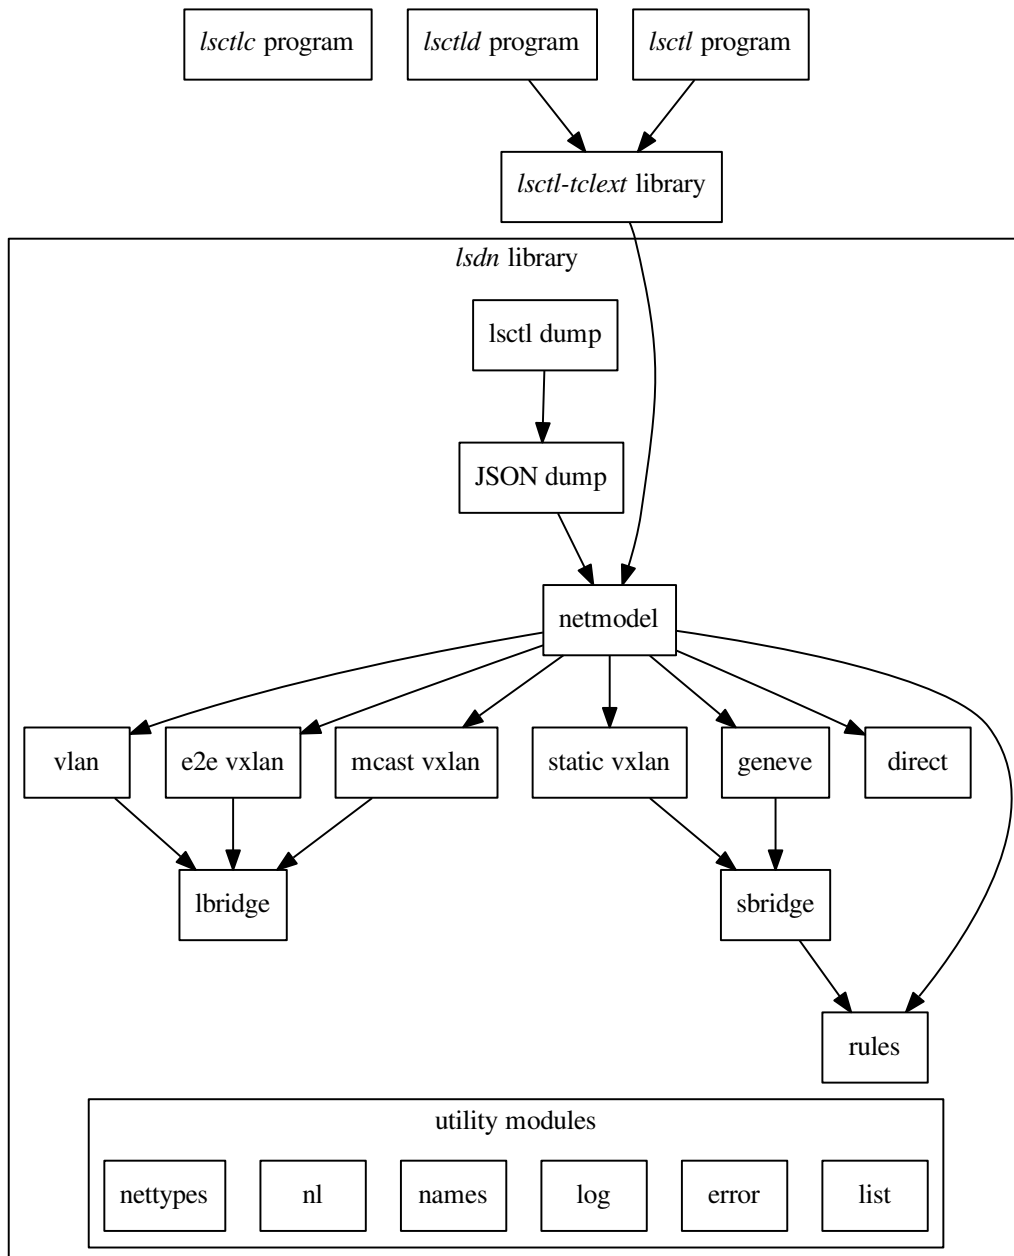 lsctlc program
lsctld program
lsctl program
lsctl-tclext library
lsdn library
lsctl dump
JSON dump
netmodel
vlan
e2e vxlan
mcast vxlan
static vxlan
geneve
direct
lbridge
sbridge
rules
utility modules
nettypes
nl
names
log
error
list